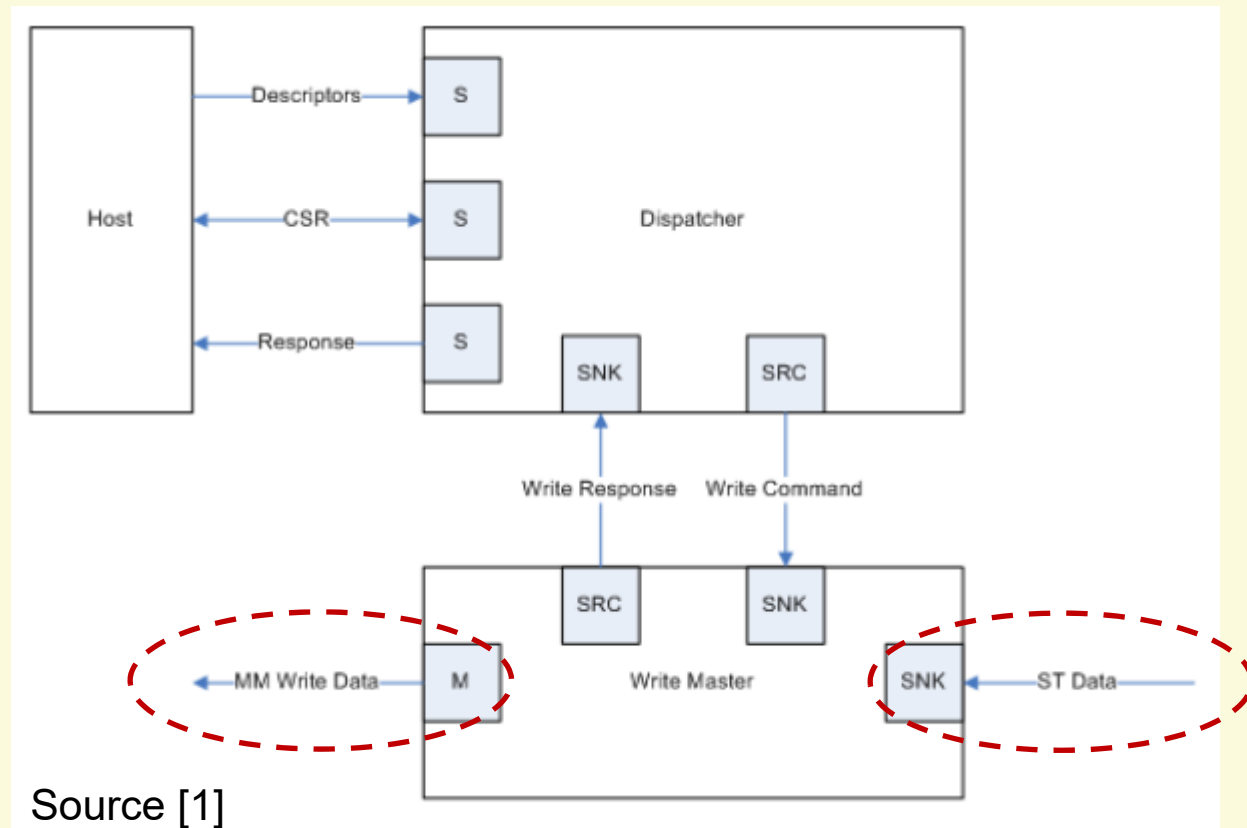 Descriptors
S
Host
CSR
S
Dispatcher
Response
S
SNK
SRC
Write Response
Write Command
SRC
SNK
MM Write Data
M
Write Master
SNK
ST Data
Source [1]